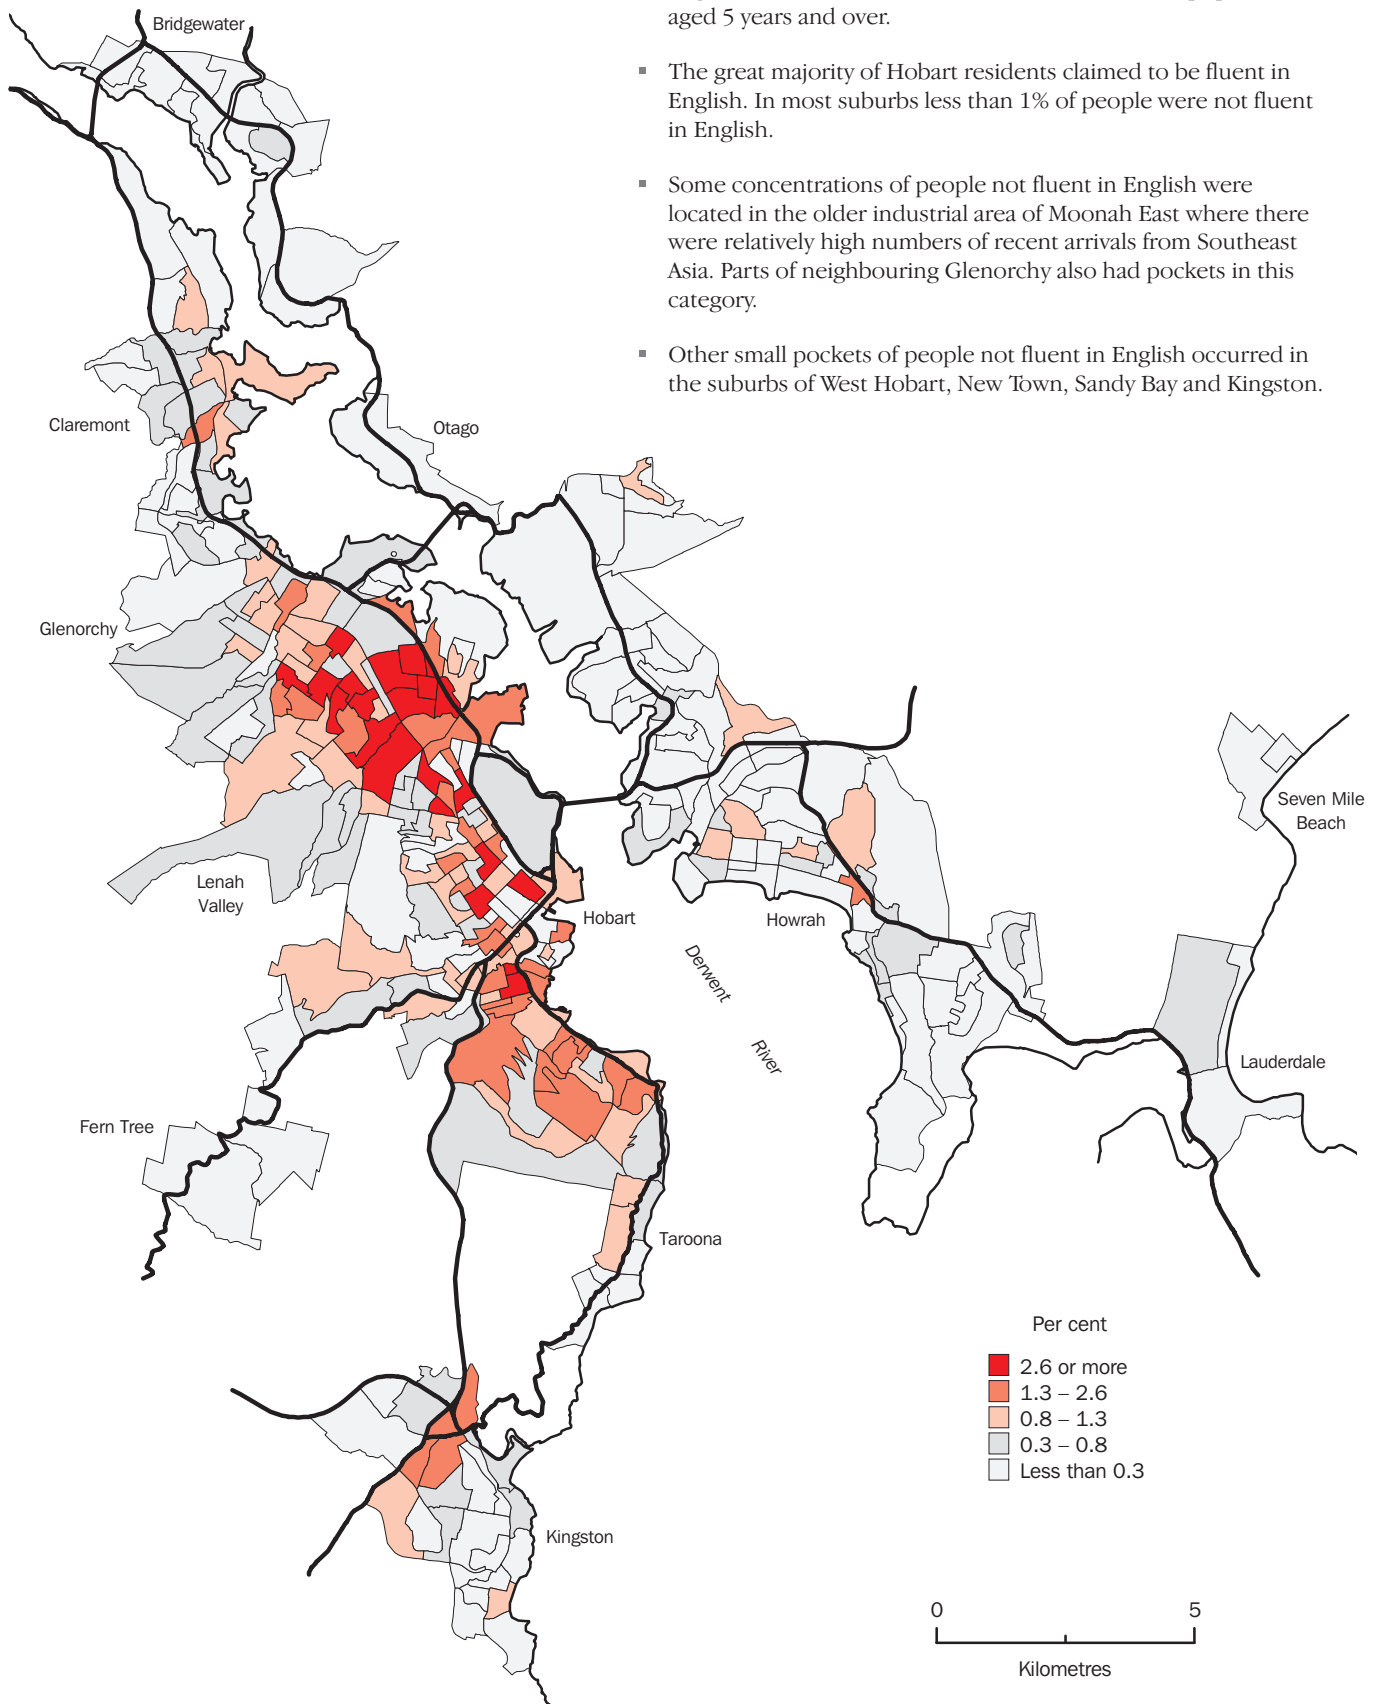 Bridgewater
aged 5 years and over.
▪ The great majority of Hobart residents claimed to be fluent in
English. In most suburbs less than 1% of people were not fluent
in English.
▪ Some concentrations of people not fluent in English were
located in the older industrial area of Moonah East where there
were relatively high numbers of recent arrivals from Southeast
Asia. Parts of neighbouring Glenorchy also had pockets in this
category.
▪ Other small pockets of people not fluent in English occurred in
the suburbs of West Hobart, New Town, Sandy Bay and Kingston.
Claremont
Otago
Glenorchy
Seven Mile
Beach
Lenah
Valley
Hobart
Howrah
Derwent
River
Lauderdale
Fern Tree
Taroona
Per cent
2.6 or more
1.3 – 2.6
0.8 – 1.3
0.3 – 0.8
Less than 0.3
Kingston
0 5
Kilometres